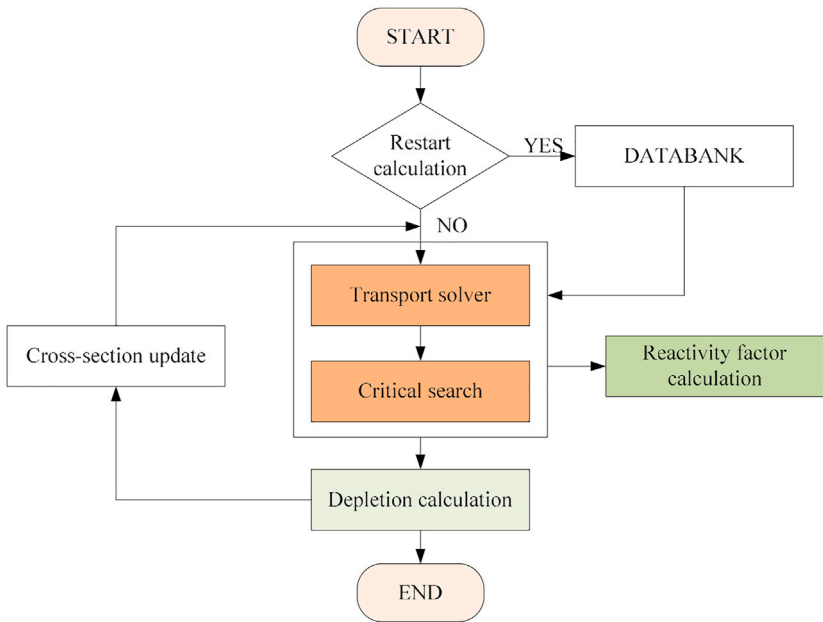 START
Restart
calculation
YES
DATABANK
NO
Transport solver
Cross-section update
Critical search
Reactivity factor
calculation
Depletion calculation
END